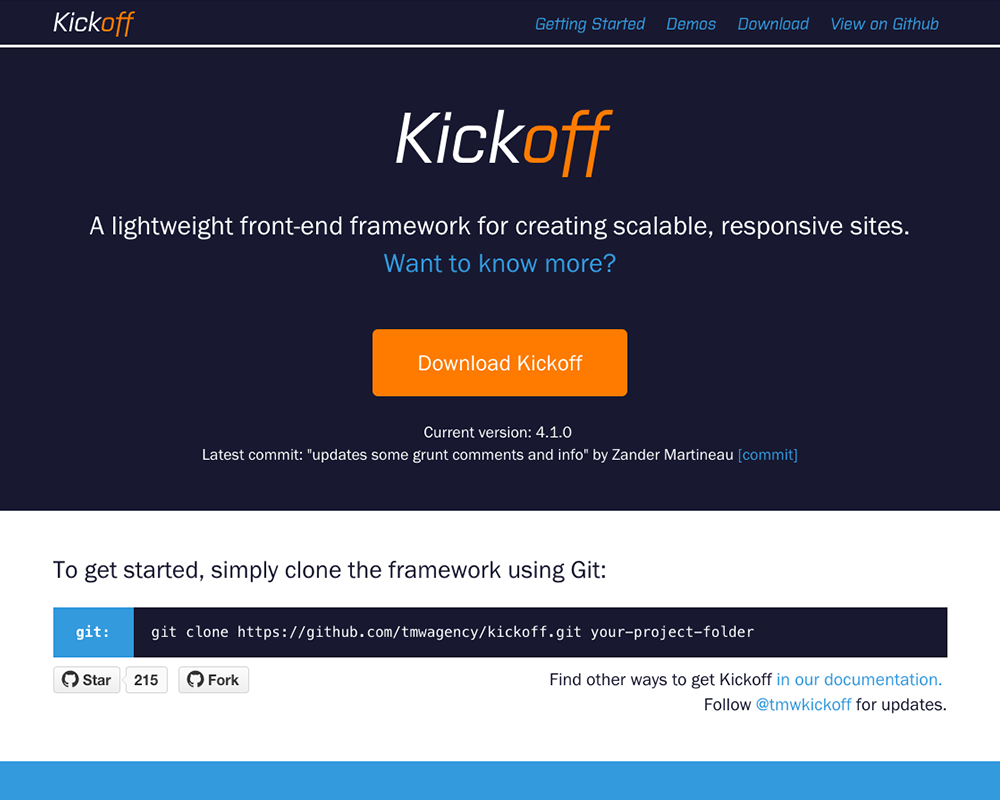 Kickoff
Getting Started Demos Download View on Github
Kickoff
A lightweight front-end framework for creating scalable, responsive sites.
Want to know more?
Download Kickoff
Current version: 4.1.0
Latest commit: "updates some grunt comments and info" by Zander Martineau [commit]
To get started, simply clone the framework using Git:
git: git clone https://github.com/tmwagency/kickoff.git your-project-folder
Star 215 Fork
Find other ways to get Kickoff in our documentation.
Follow @tmwkickoff for updates.